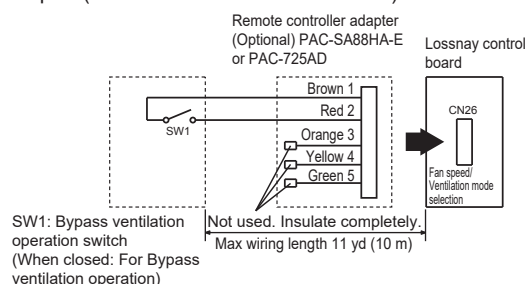 Remote controller adapter
(Optional) PAC-SA88HA-E
or PAC-725AD
Lossnay control
board
Brown 1
Red 2
SW1
Orange 3
Yellow 4
Green 5
CN26
Fan speed/
Ventilation mode
selection
SW1: Bypass ventilation
operation switch
(When closed: For Bypass
ventilation operation)
Not used. Insulate completely.
Max wiring length 11 yd (10 m)